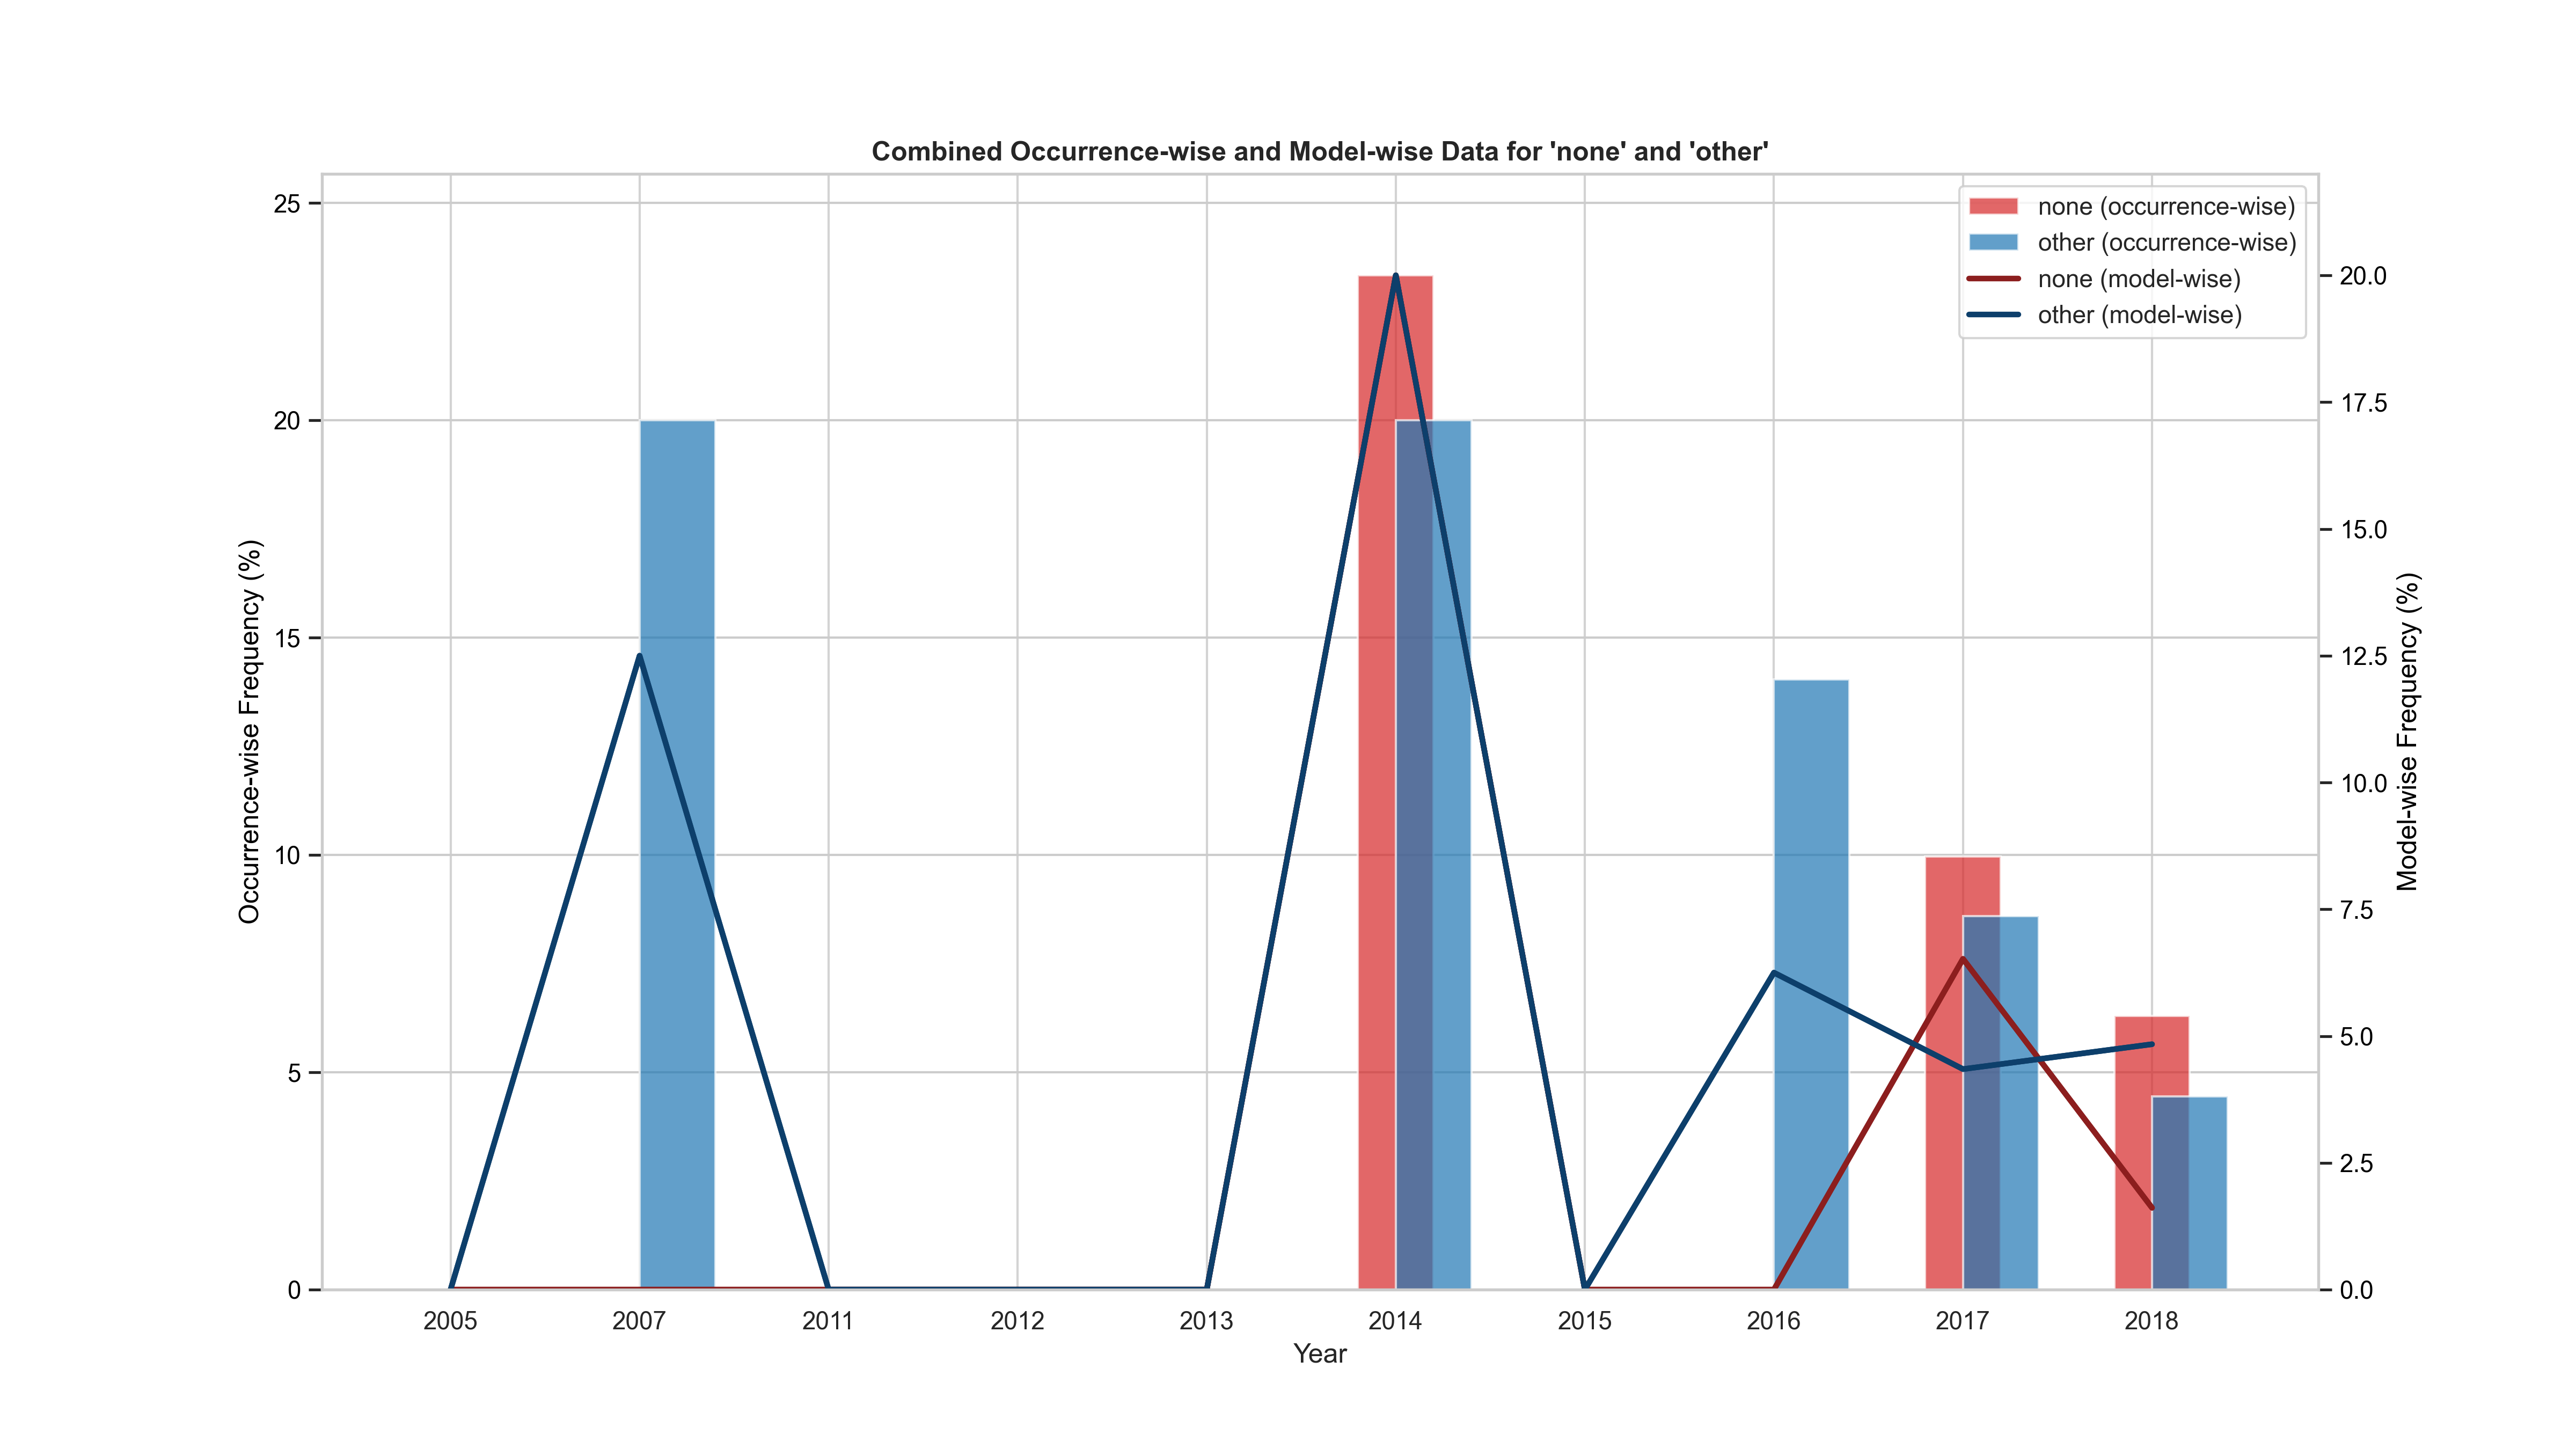 Combined Occurrence-wise and Model-wise Data for 'none' and 'other'
none (occurrence-wise)
other (occurrence-wise)
none (model-wise)
other (model-wise)
Occurrence-wise Frequency (%)
25
20
15
10
5
0
Model-wise Frequency (%)
20.0
17.5
15.0
12.5
10.0
7.5
5.0
2.5
0.0
2005 2007 2011 2012 2013 2014 2015 2016 2017 2018
Year